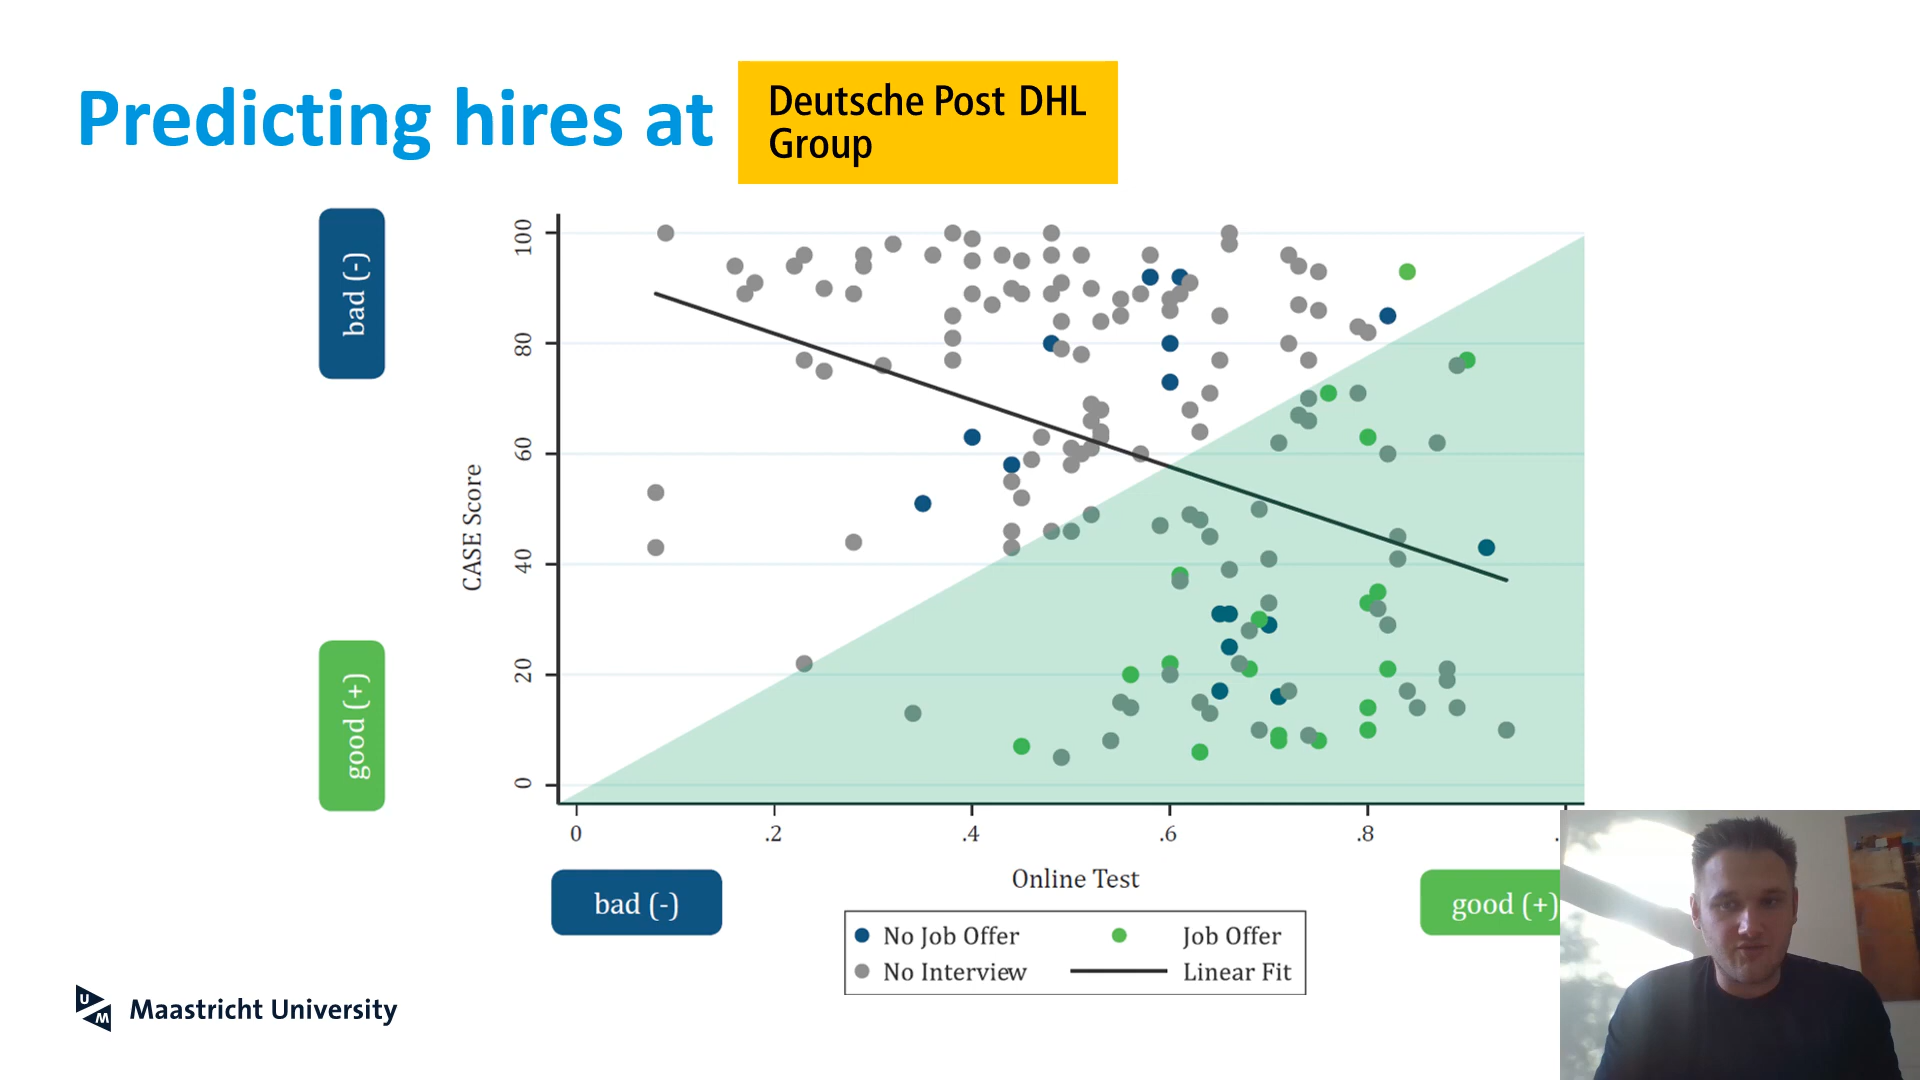 Predicting hires at
Deutsche Post DHL
Group
bad (-)
good (+)
CASE Score
100
80
60
40
20
0
0 .2 .4 .6 .8
Online Test
bad (-)
good (+)
No Job Offer
Job Offer
No Interview
Linear Fit
UM
Maastricht University